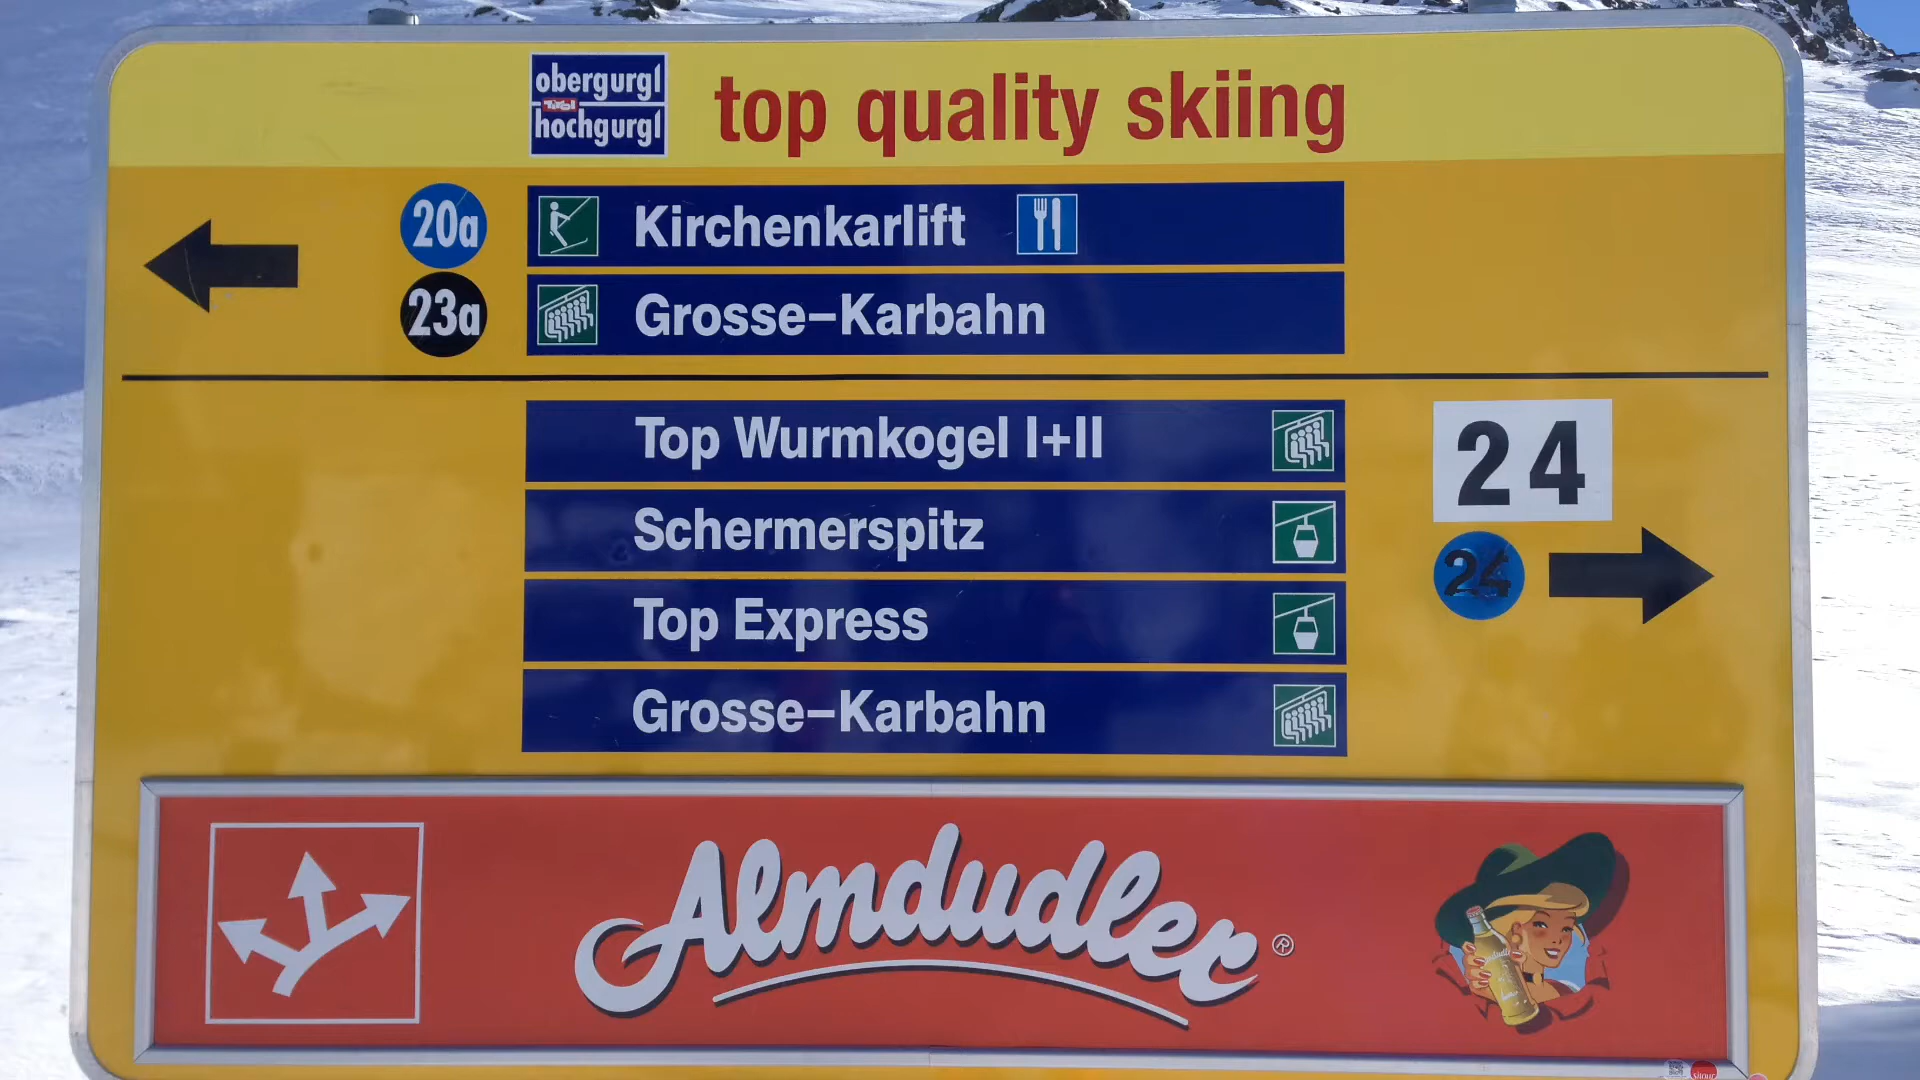 obergurgl
Tirol
hochgurgl
top quality skiing
20a
Kirchenkarlift
23a
Grosse–Karbahn
Top Wurmkogel I+II
24
Schermerspitz
24
Top Express
Grosse–Karbahn
Almdudler®